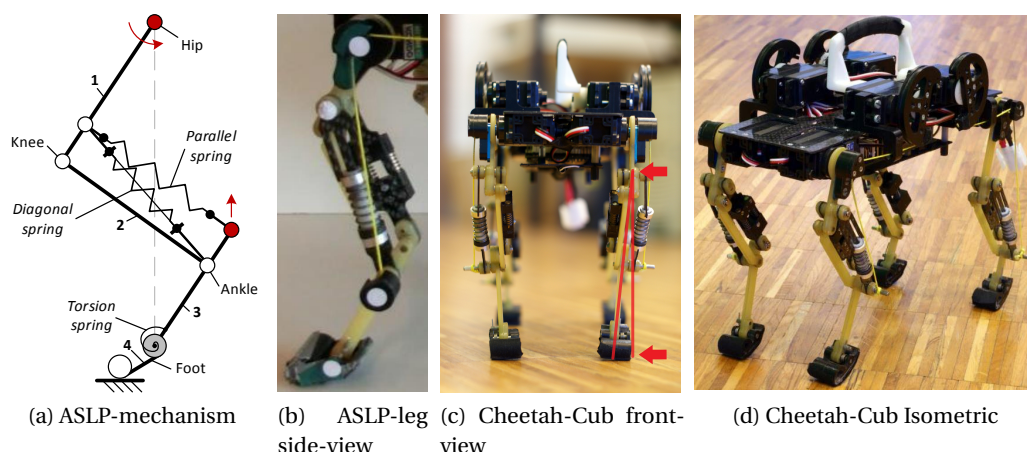 Hip
1
Knee
Parallel
spring
Diagonal
spring
2
Ankle
3
Torsion
spring
4
Foot
(a) ASLP-mechanism
(b) ASLP-leg
side-view
(c) Cheetah-Cub front-
view
(d) Cheetah-Cub Isometric